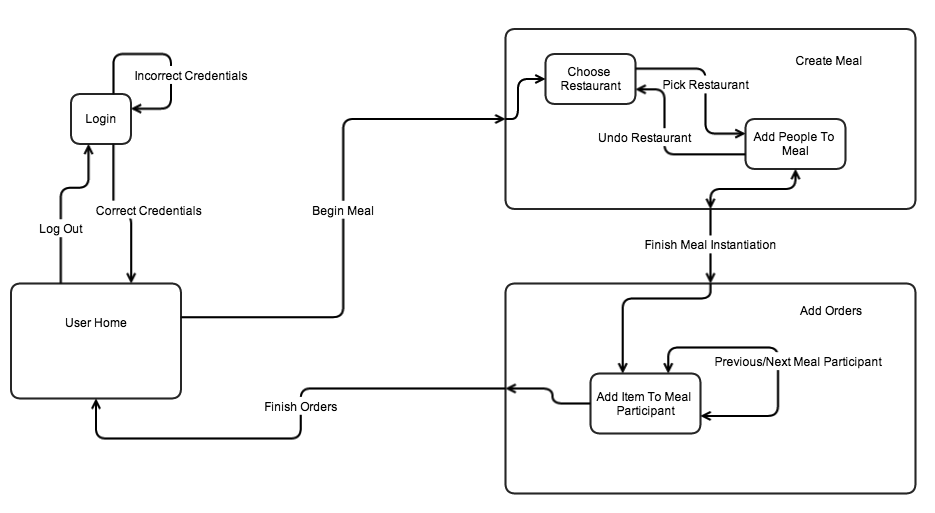 Create Meal
Choose
Restaurant
Incorrect Credentials
Pick Restaurant
Login
Undo Restaurant
Add People To
Meal
Correct Credentials
Begin Meal
Log Out
Finish Meal Instantiation
User Home
Add Orders
Previous/Next Meal Participant
Add Item To Meal
Participant
Finish Orders